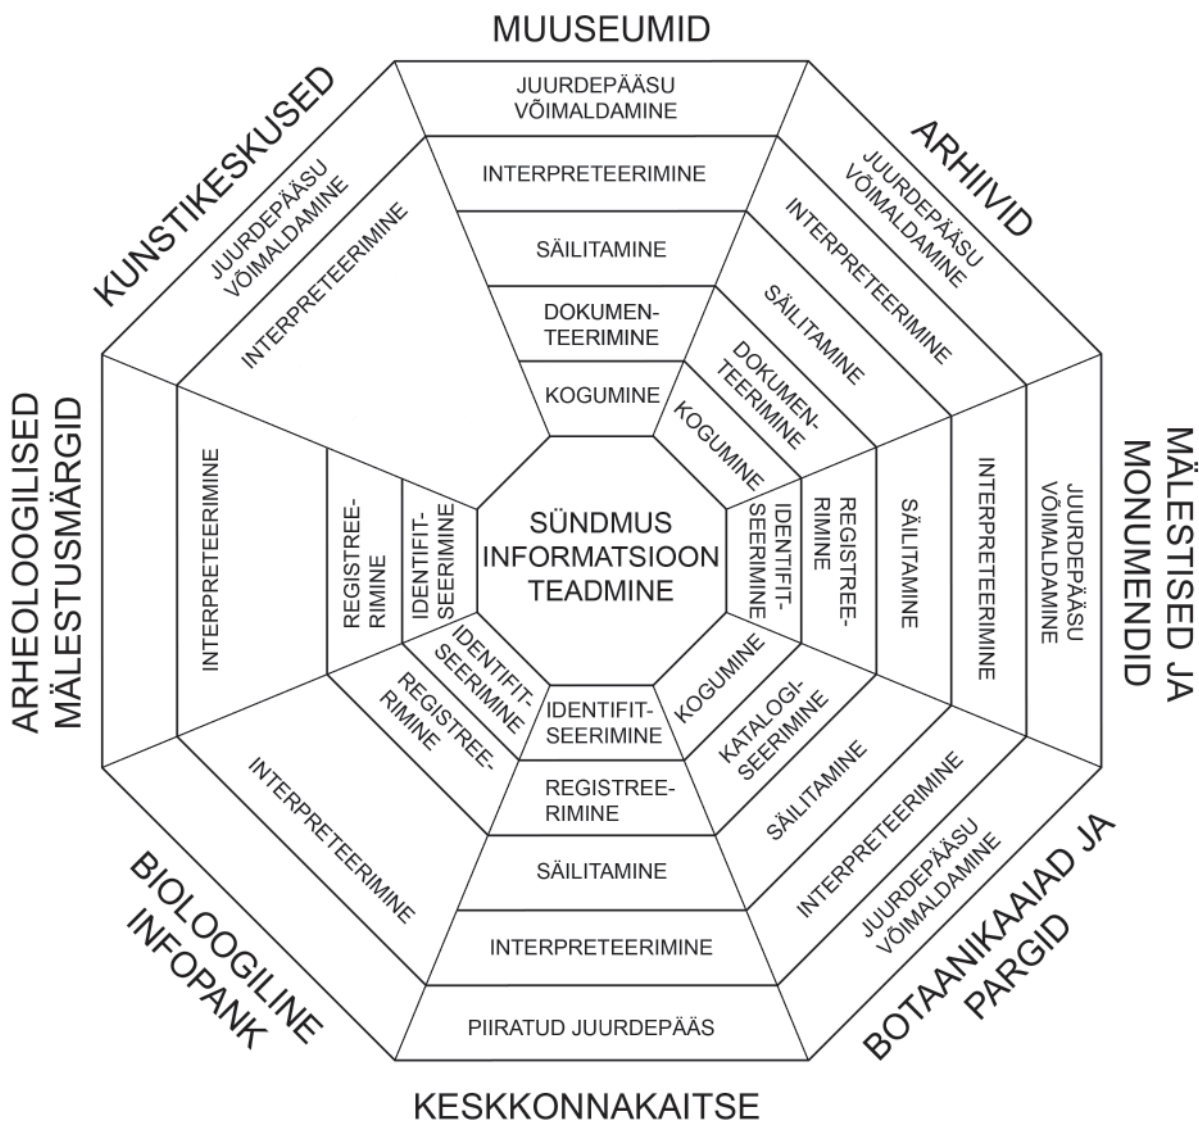 MUUSEUMID
JUURDEPÄÄSU
VÕIMALDAMINE
INTERPRETEERIMINE
SÄILITAMINE
DOKUMEN-
TEERIMINE
KOGUMINE
ARHIIVID
JUURDEPÄÄSU
VÕIMALDAMINE
INTERPRETEERIMINE
SÄILITAMINE
DOKUMEN-
TEERIMINE
KOGUMINE
MÄLESTISED JA
MONUMENDID
JUURDEPÄÄSU
VÕIMALDAMINE
INTERPRETEERIMINE
SÄILITAMINE
REGISTREE-
RIMINE
IDENTIFIT-
SEERIMINE
BOTAANIKAAIAD JA
PARGID
JUURDEPÄÄSU
VÕIMALDAMINE
INTERPRETEERIMINE
SÄILITAMINE
KATALOGI-
SEERIMINE
KOGUMINE
IDENTIFIT-
SEERIMINE
REGISTREE-
RIMINE
SÄILITAMINE
INTERPRETEERIMINE
PIIRATUD JUURDEPÄÄS
KESKKONNAKAITSE
IDENTIFIT-
SEERIMINE
REGISTREE-
RIMINE
INTERPRETEERIMINE
BIOLOOGILINE
INFOPANK
ARHEOLOOGILISED
MÄLESTUSMÄRGID
INTERPRETEERIMINE
REGISTREE-
RIMINE
IDENTIFIT-
SEERIMINE
KUNSTIKESKUSED
JUURDEPÄÄSU
VÕIMALDAMINE
INTERPRETEERIMINE
SÜNDMUS
INFORMATSIOON
TEADMINE